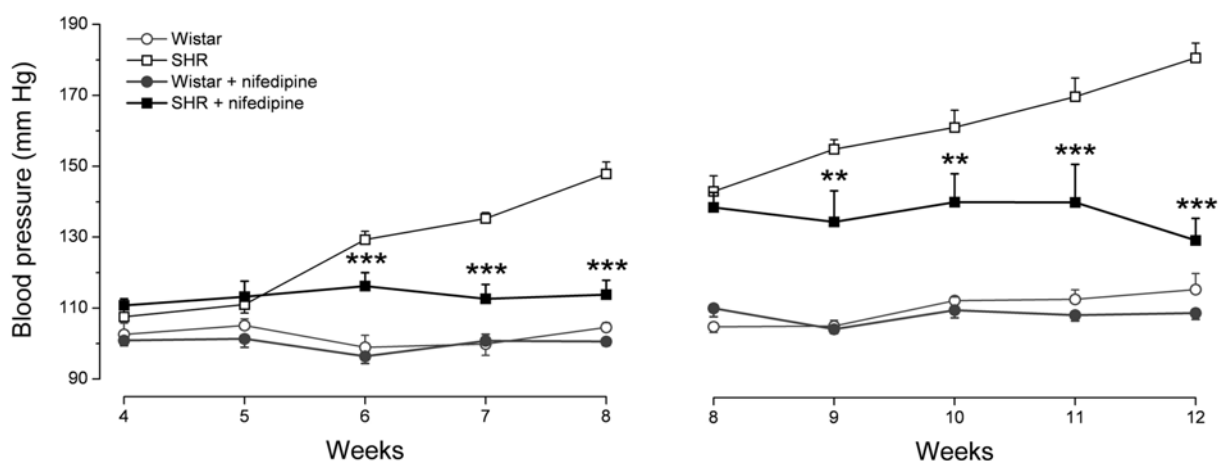 Blood pressure (mm Hg)
190
170
150
130
110
90
Wistar
SHR
Wistar + nifedipine
SHR + nifedipine
*** *** ***
4 5 6 7 8
Weeks
** ** *** ***
8 9 10 11 12
Weeks